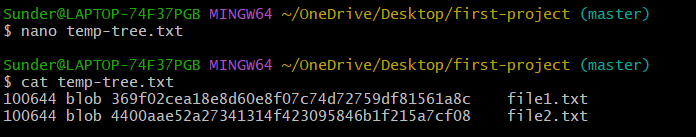 Sunder@LAPTOP-74F37PGB MINGW64 ~/OneDrive/Desktop/first-project (master)
$ nano temp-tree.txt
Sunder@LAPTOP-74F37PGB MINGW64 ~/OneDrive/Desktop/first-project (master)
$ cat temp-tree.txt
100644 blob 369f02cea18e8d60e8f07c74d72759df81561a8c    file1.txt
100644 blob 4400aae52a27341314f423095846b1f215a7cf08    file2.txt